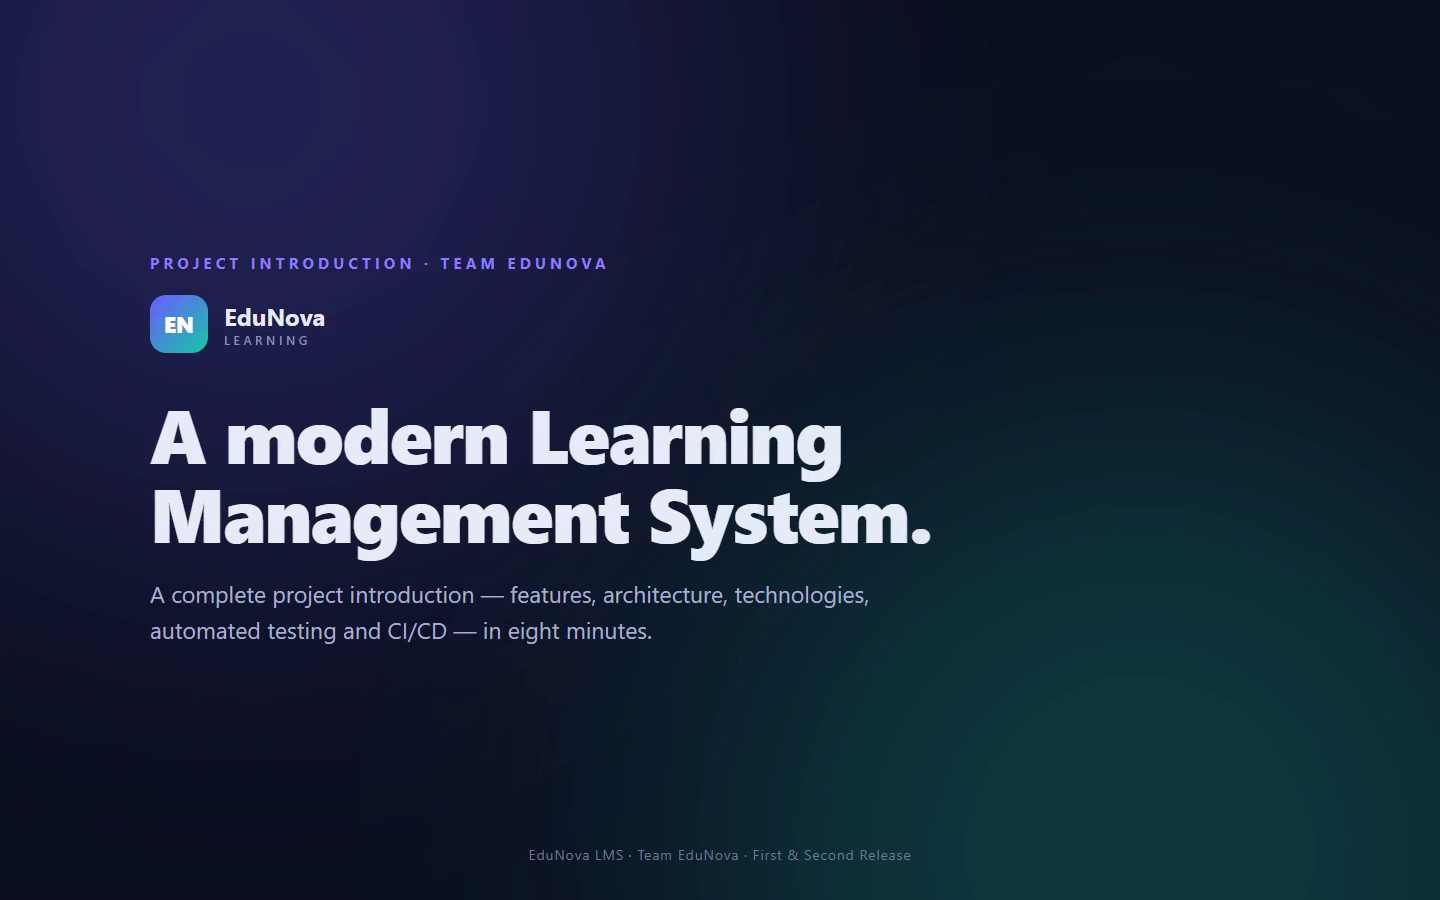 PROJECT INTRODUCTION · TEAM EDUNOVA
EN
EduNova
LEARNING
A modern Learning
Management System.
A complete project introduction — features, architecture, technologies,
automated testing and CI/CD — in eight minutes.
EduNova LMS · Team EduNova · First & Second Release